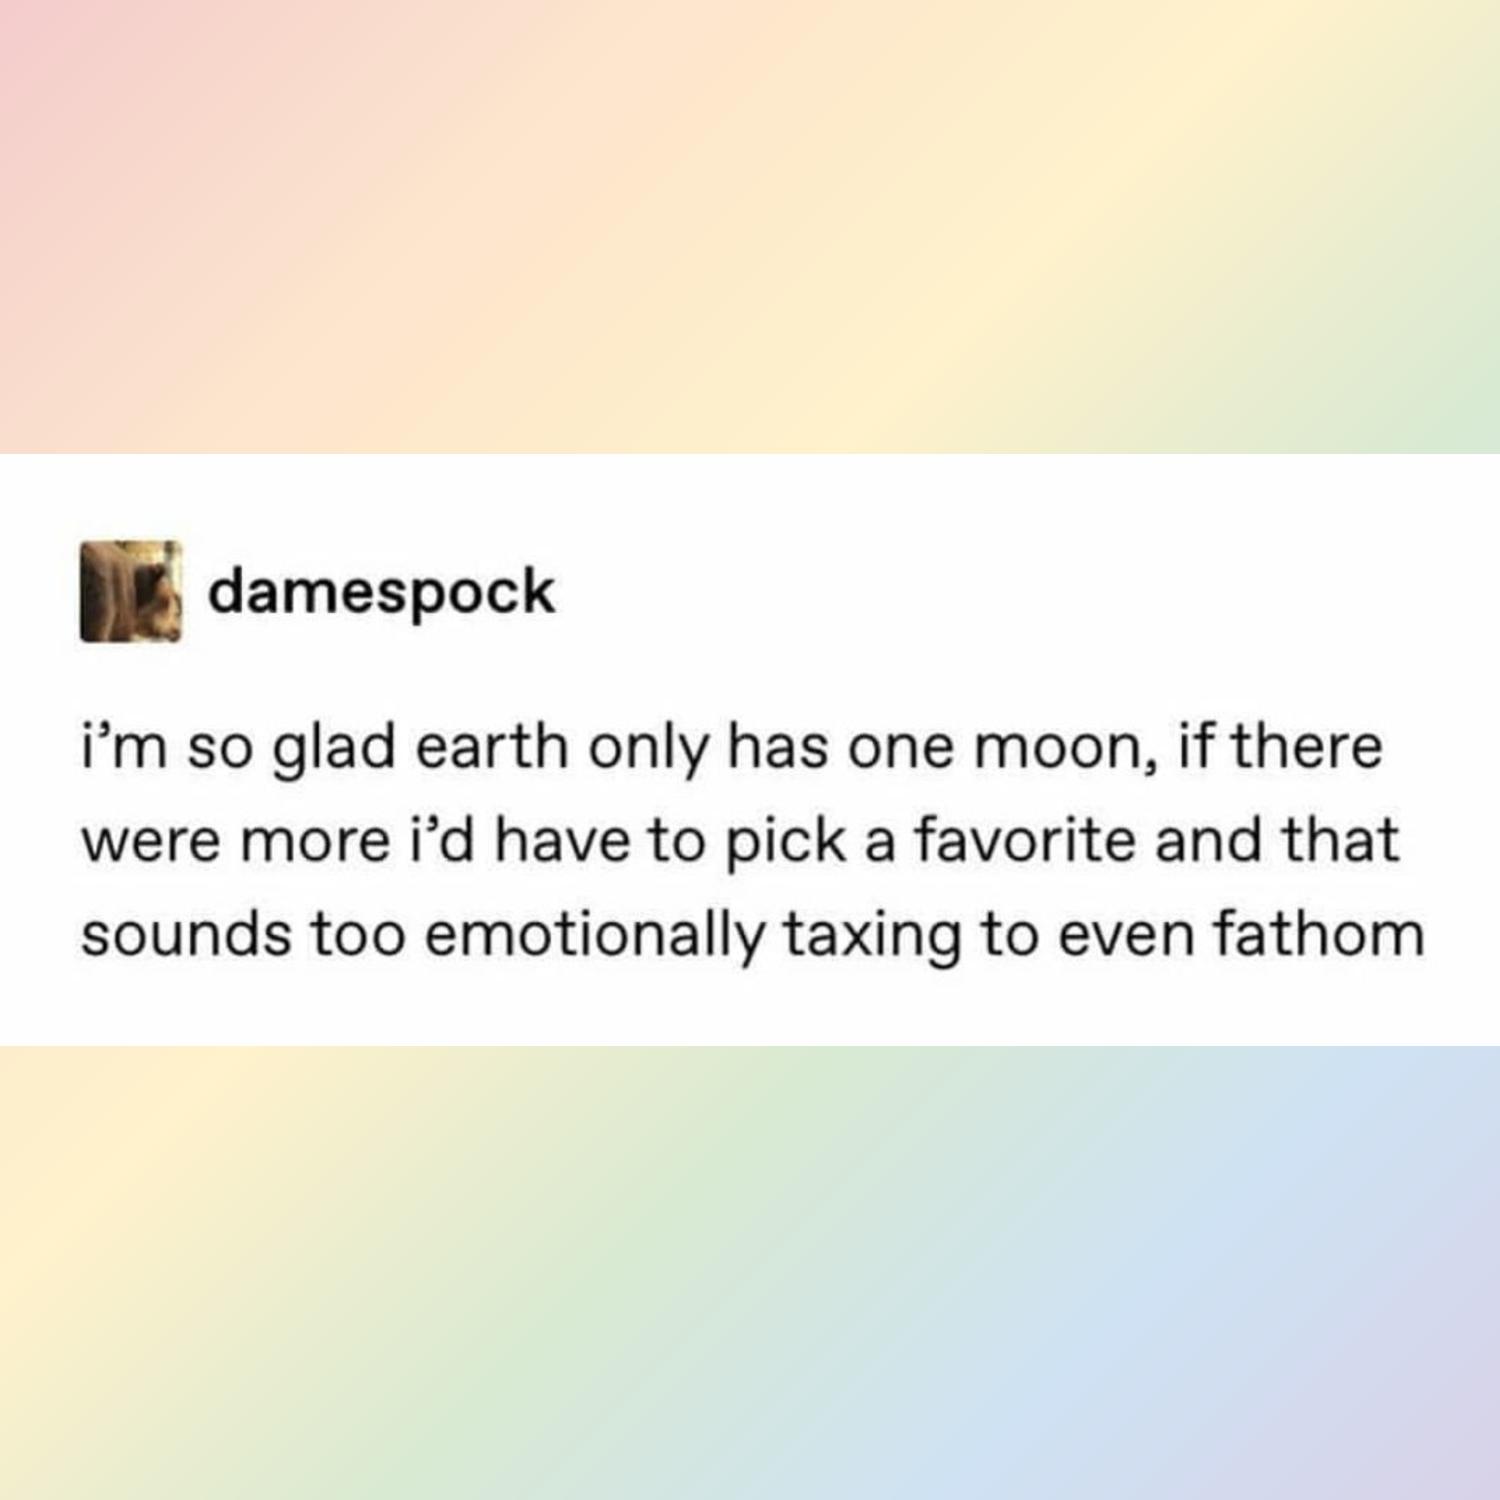 damespock
i’m so glad earth only has one moon, if there
were more i’d have to pick a favorite and that
sounds too emotionally taxing to even fathom